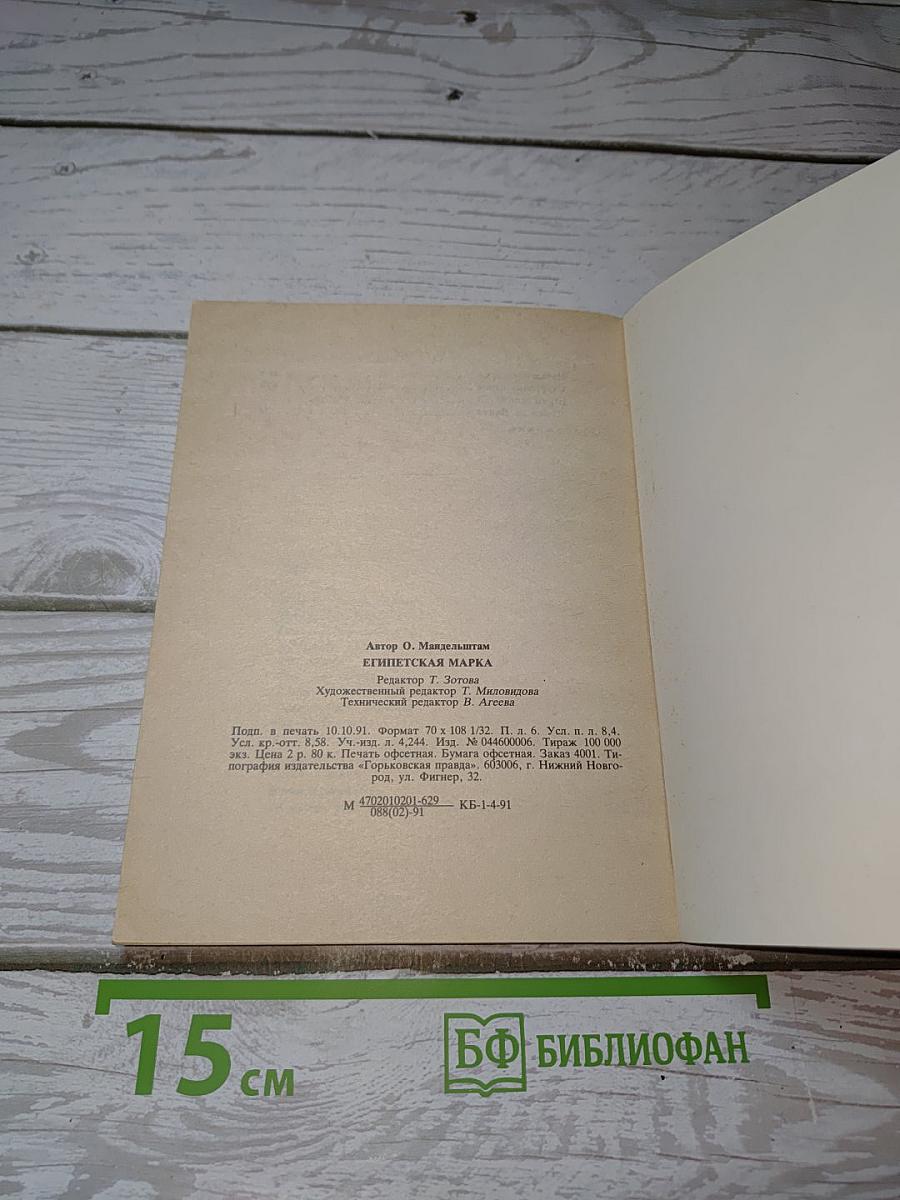 Автор О. Мандельштам
ЕГИПЕТСКАЯ МАРКА
Редактор Т. Зотова
Художественный редактор Т. Миловидова
Технический редактор В. Агеева
Подп. в печать 10.10.91. Формат 70 x 108 1/32. П. л. 6. Усл. п. л. 8,4.
Усл. кр.-отт. 8,58. Уч.-изд. л. 4,244. Изд. № 044600006. Тираж 100 000
экз. Цена 2 р. 80 к. Печать офсетная. Бумага офсетная. Заказ 4001. Ти-
пография издательства «Горьковская правда». 603006, г. Нижний Новго-
род, ул. Фигнер, 32.
М 4702010201-629 КБ-1-4-91
088(02)-91
15 см
БФ БИБЛИОФАН